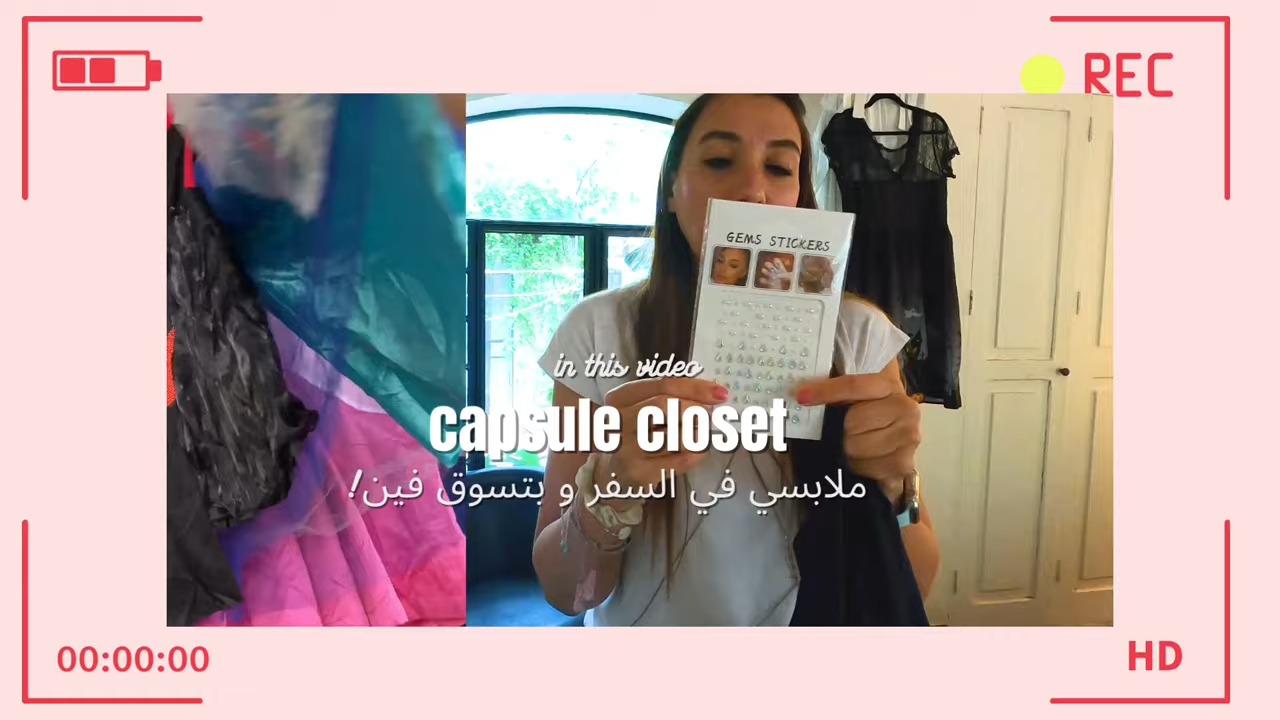 REC
GEMS STICKERS
in this video
capsule closet
ملابسي في السفر و بتسوق فين!
00:00:00
HD